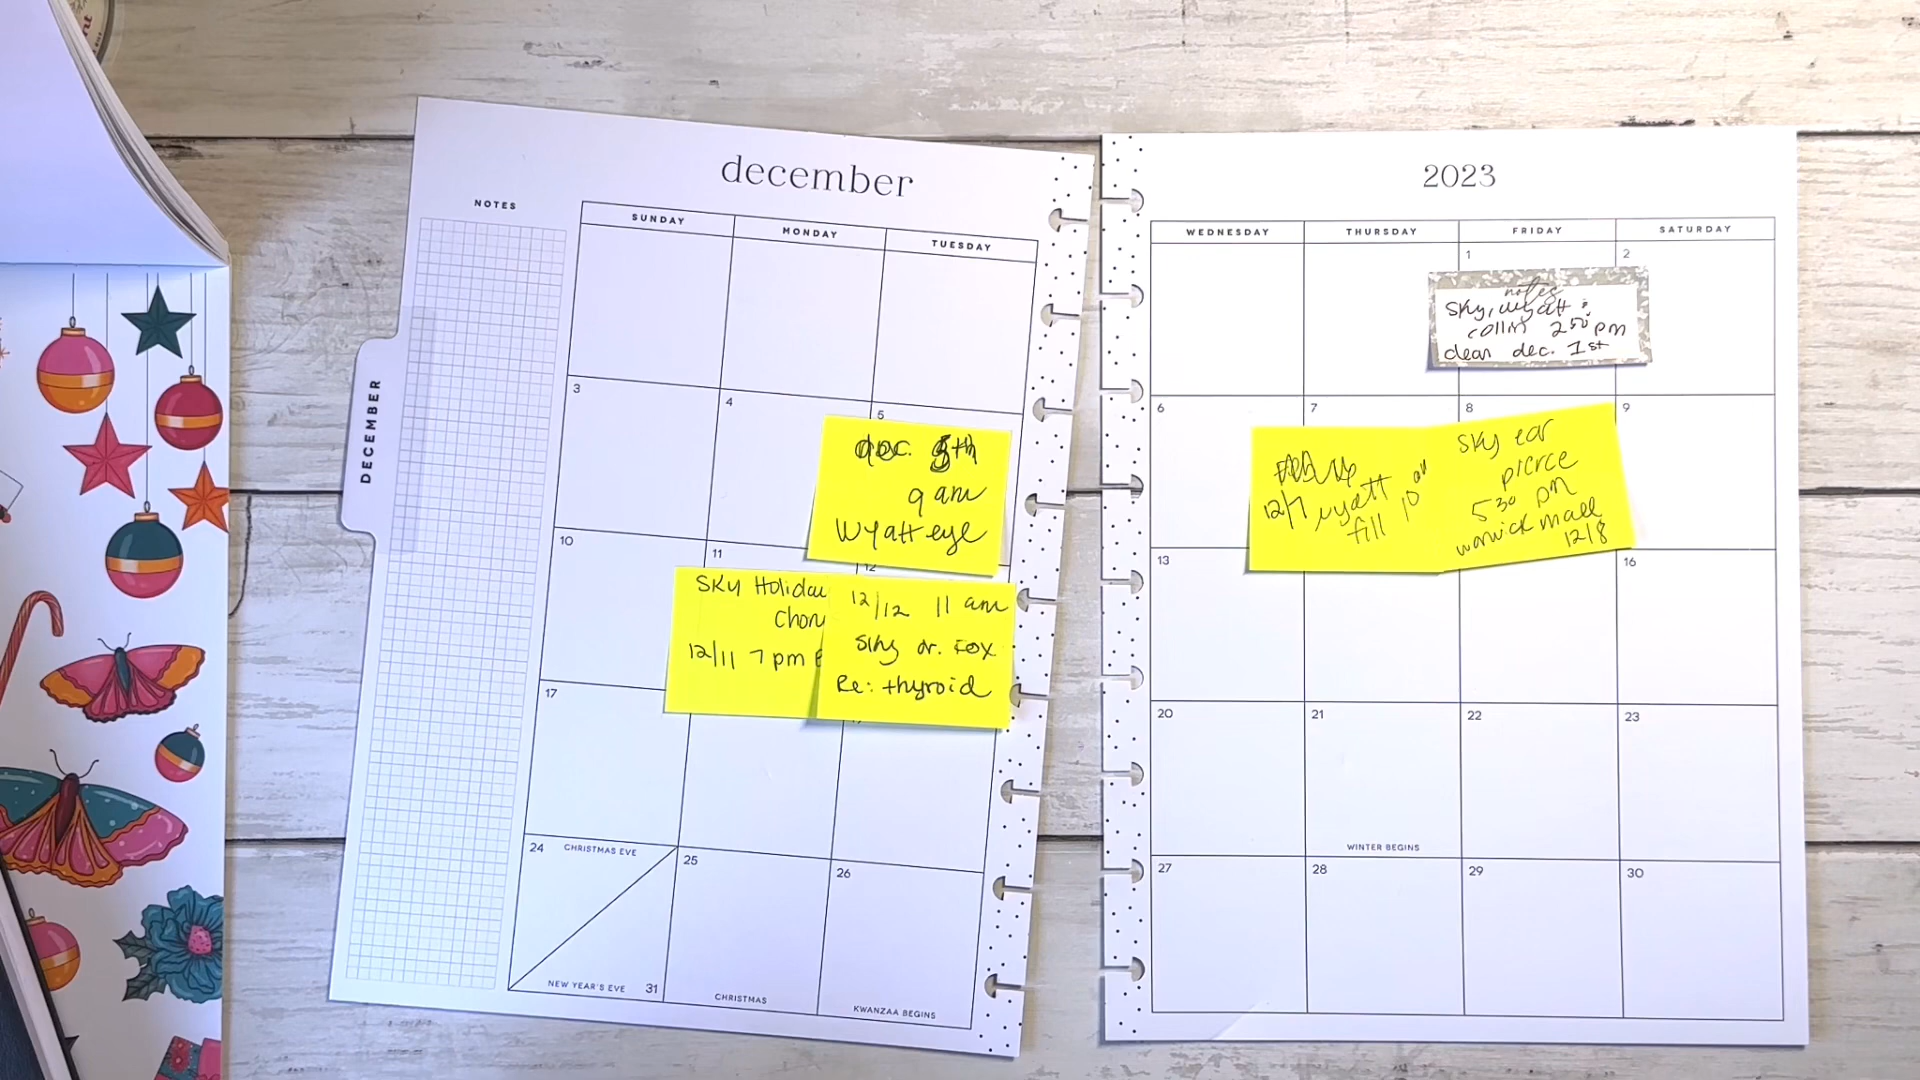 december
NOTES
SUNDAY
MONDAY
TUESDAY
DECEMBER
3
4
5
dec. 5th
9 am
Wyatt eye
10
11
12
Sky Holiday
Chor
12/11 7 pm
12/12 11 am
Sky dr. Fox
Re: thyroid
17
24 CHRISTMAS EVE
NEW YEAR'S EVE 31
25
CHRISTMAS
26
KWANZAA BEGINS
2023
WEDNESDAY
THURSDAY
FRIDAY
SATURDAY
1
2
notes
Sky, Wyatt :
collin 2 50 pm
clean dec. 1st
6
7
8
9
12/7 wyatt 10 am
fill
Sky ear
pierce
5 30 pm
warwick mall
12/8
13
16
20
21
WINTER BEGINS
22
23
27
28
29
30